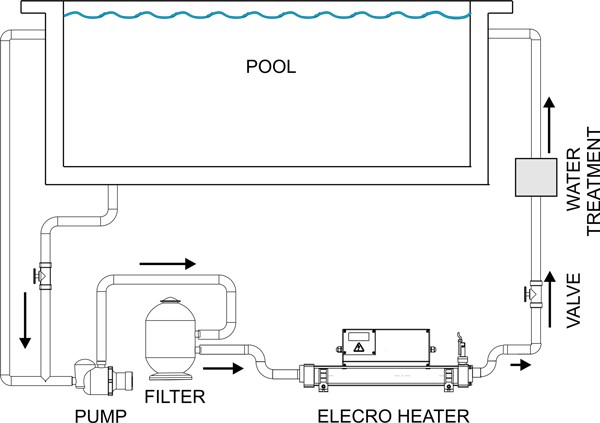 POOL
WATER
TREATMENT
VALVE
FILTER
PUMP
ELECRO HEATER